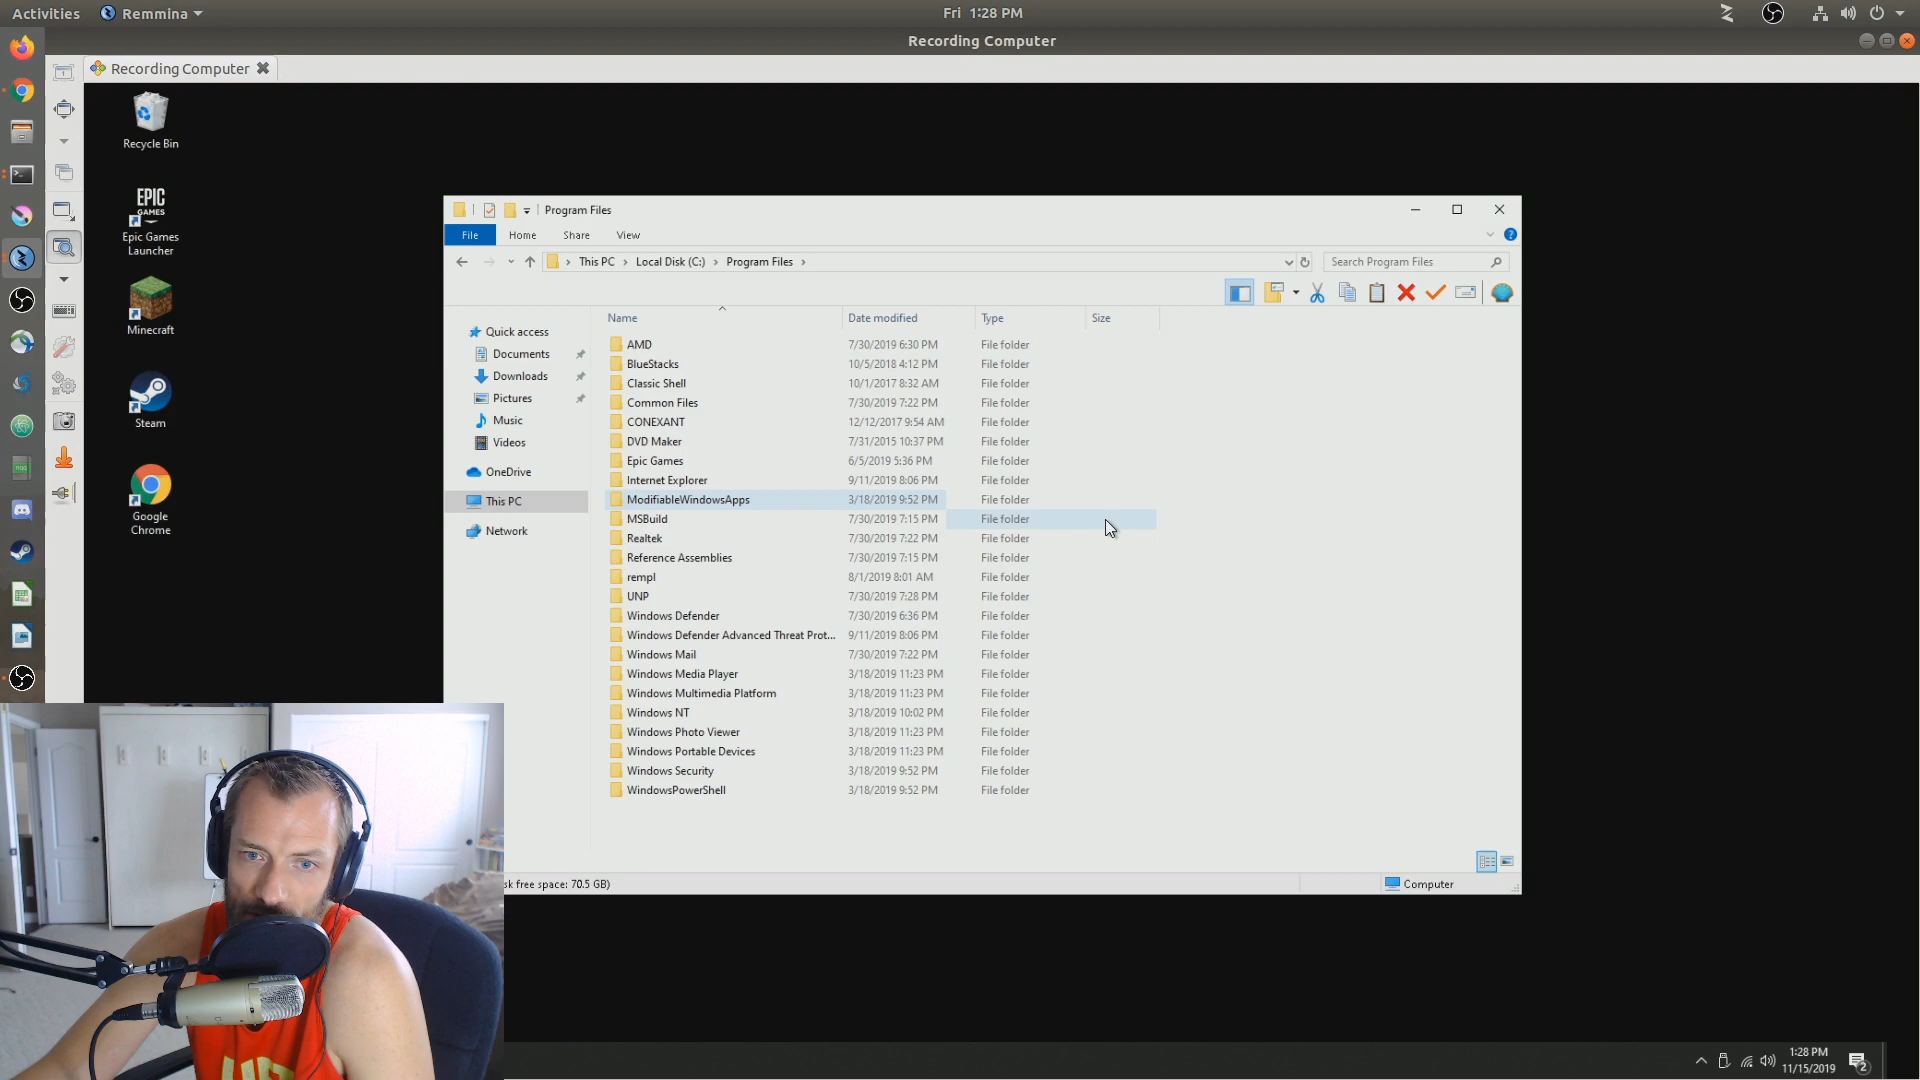 Activities Remmina Fri 1:28 PM
Recording Computer
Recording Computer
Recycle Bin
EPIC GAMES
Epic Games Launcher
Minecraft
Steam
Google Chrome
Program Files
File Home Share View
This PC > Local Disk (C:) > Program Files >
Search Program Files
Name Date modified Type Size
Quick access
Documents
Downloads
Pictures
Music
Videos
OneDrive
This PC
Network
AMD 7/30/2019 6:30 PM File folder
BlueStacks 10/5/2018 4:12 PM File folder
Classic Shell 10/1/2017 8:32 AM File folder
Common Files 7/30/2019 7:22 PM File folder
CONEXANT 12/12/2017 9:54 AM File folder
DVD Maker 7/31/2015 10:37 PM File folder
Epic Games 6/5/2019 5:36 PM File folder
Internet Explorer 9/11/2019 8:06 PM File folder
ModifiableWindowsApps 3/18/2019 9:52 PM File folder
MSBuild 7/30/2019 7:15 PM File folder
Realtek 7/30/2019 7:22 PM File folder
Reference Assemblies 7/30/2019 7:15 PM File folder
rempl 8/1/2019 8:01 AM File folder
UNP 7/30/2019 7:28 PM File folder
Windows Defender 7/30/2019 6:36 PM File folder
Windows Defender Advanced Threat Prot... 9/11/2019 8:06 PM File folder
Windows Mail 7/30/2019 7:22 PM File folder
Windows Media Player 3/18/2019 11:23 PM File folder
Windows Multimedia Platform 3/18/2019 11:23 PM File folder
Windows NT 3/18/2019 10:02 PM File folder
Windows Photo Viewer 3/18/2019 11:23 PM File folder
Windows Portable Devices 3/18/2019 11:23 PM File folder
Windows Security 3/18/2019 9:52 PM File folder
WindowsPowerShell 3/18/2019 9:52 PM File folder
sk free space: 70.5 GB)
Computer
1:28 PM
11/15/2019
2